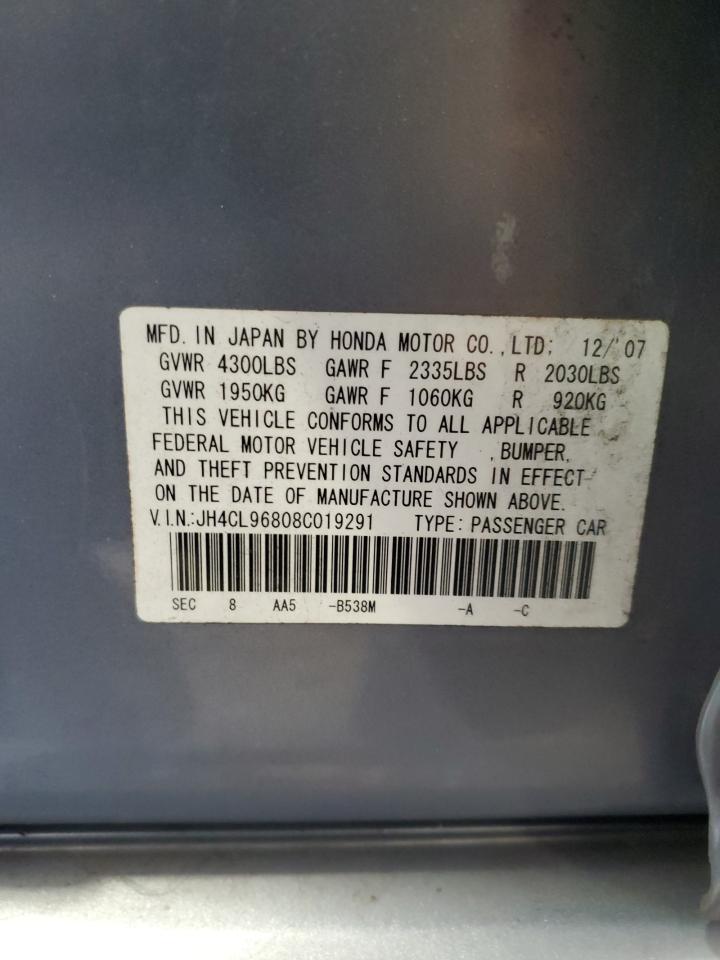 MFD. IN JAPAN BY HONDA MOTOR CO., LTD; 12/'07
GVWR 4300LBS GAWR F 2335LBS R 2030LBS
GVWR 1950KG GAWR F 1060KG R 920KG
THIS VEHICLE CONFORMS TO ALL APPLICABLE
FEDERAL MOTOR VEHICLE SAFETY , BUMPER,
AND THEFT PREVENTION STANDARDS IN EFFECT
ON THE DATE OF MANUFACTURE SHOWN ABOVE.
V.I.N.:JH4CL96808C019291 TYPE: PASSENGER CAR
SEC 8 AA5 -B538M -A -C